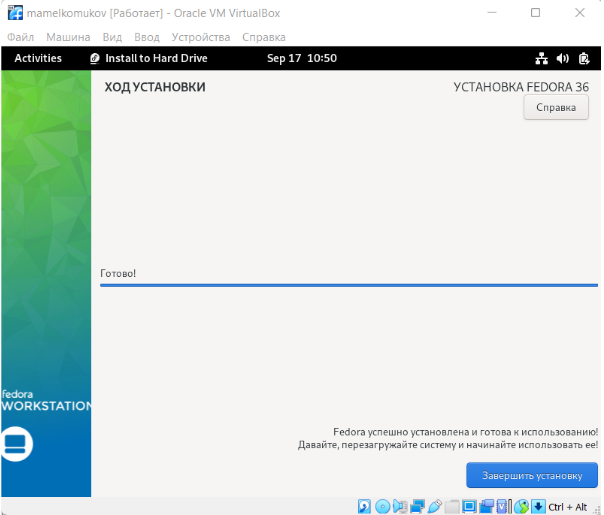 mamelkomukov [Работает] - Oracle VM VirtualBox
Файл Машина Вид Ввод Устройства Справка
Activities Install to Hard Drive Sep 17 10:50
ХОД УСТАНОВКИ УСТАНОВКА FEDORA 36
Справка
Готово!
fedora
WORKSTATION
Fedora успешно установлена и готова к использованию!
Давайте, перезагружайте систему и начинайте использовать ее!
Завершить установку
Ctrl + Alt